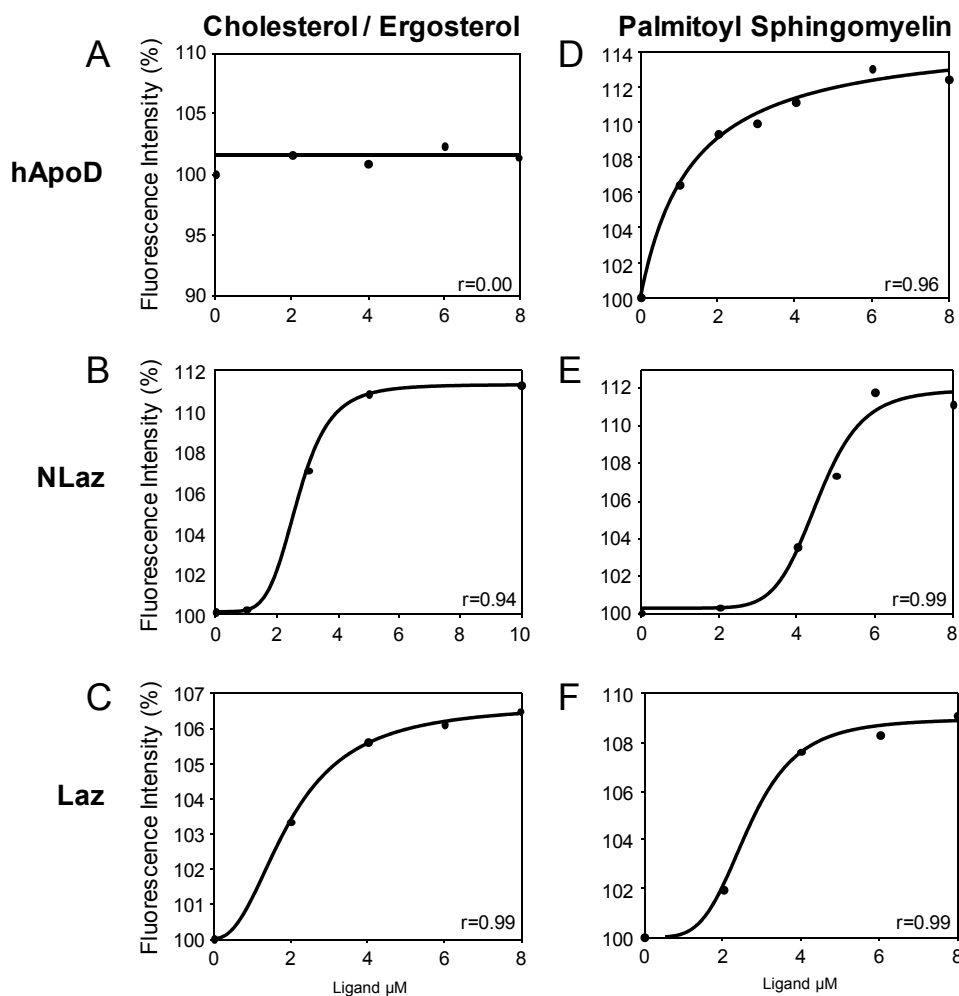 Cholesterol / Ergosterol
Palmitoyl Sphingomyelin
hApoD
A
Fluorescence Intensity (%)
110
105
100
95
90
0 2 4 6 8
r=0.00
D
114
112
110
108
106
104
102
100
0 2 4 6 8
r=0.96
NLaz
B
Fluorescence Intensity (%)
112
110
108
106
104
102
100
0 2 4 6 8 10
r=0.94
E
112
110
108
106
104
102
100
0 2 4 6 8
r=0.99
Laz
C
Fluorescence Intensity (%)
107
106
105
104
103
102
101
100
0 2 4 6 8
r=0.99
Ligand µM
F
110
108
106
104
102
100
0 2 4 6 8
r=0.99
Ligand µM